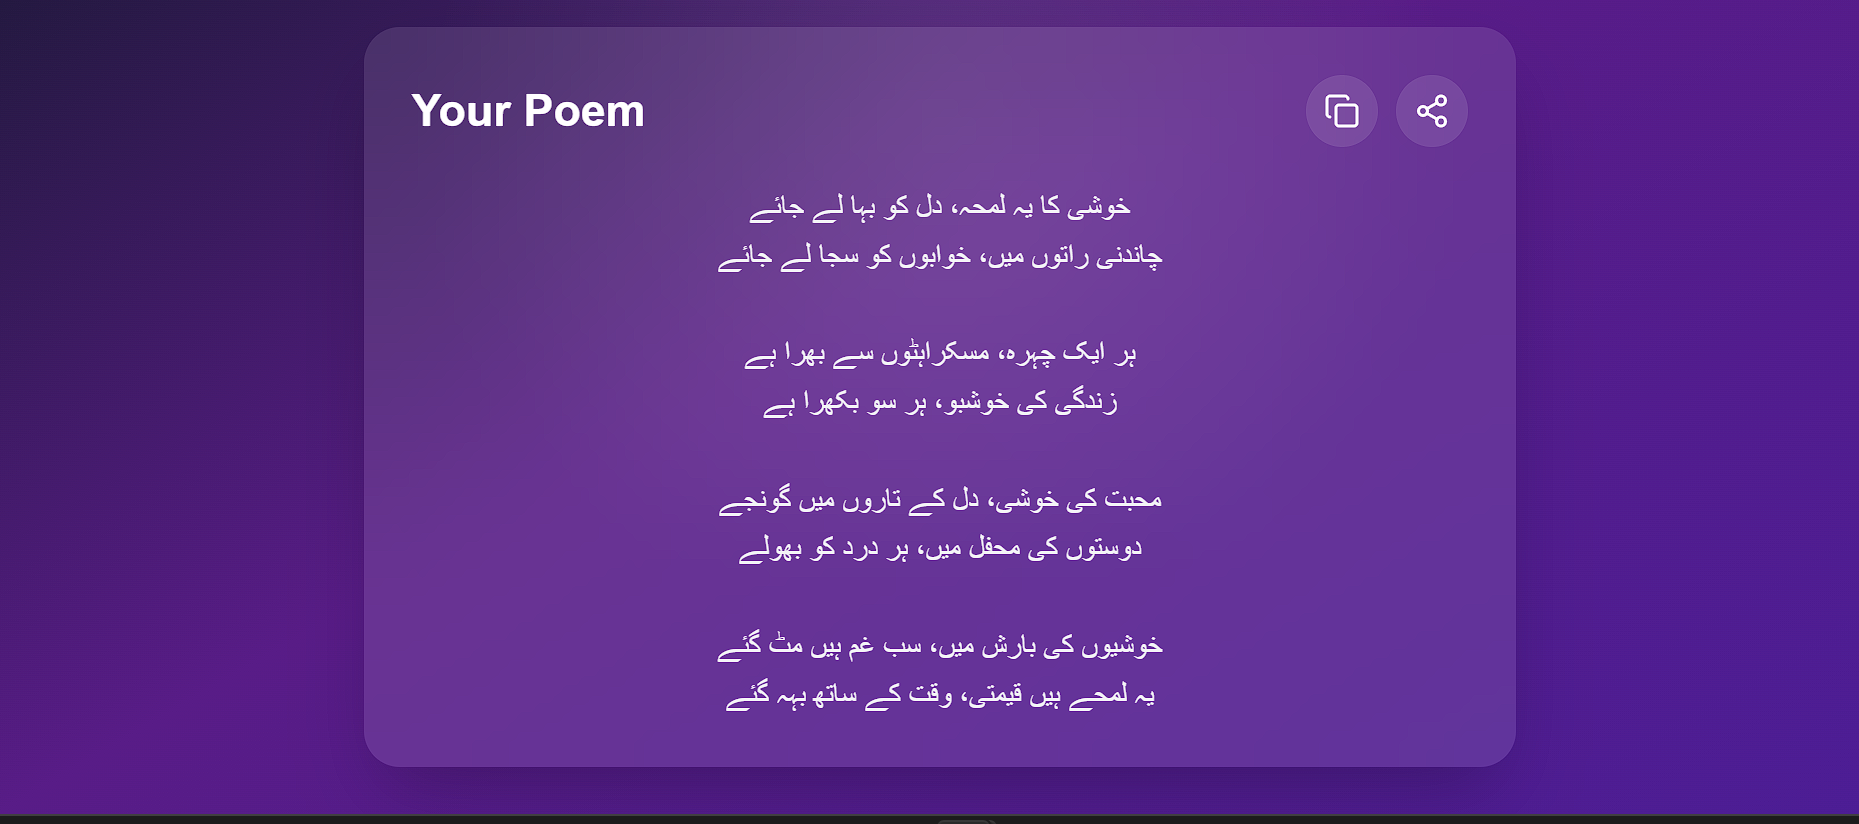 Your Poem
خوشی کا یہ لمحہ، دل کو بہا لے جائے
چاندنی راتوں میں، خوابوں کو سجا لے جائے
ہر ایک چہرہ، مسکراہٹوں سے بھرا ہے
زندگی کی خوشبو، ہر سو بکھرا ہے
محبت کی خوشی، دل کے تاروں میں گونجے
دوستوں کی محفل میں، ہر درد کو بھولے
خوشیوں کی بارش میں، سب غم ہیں مٹ گئے
یہ لمحے ہیں قیمتی، وقت کے ساتھ بہہ گئے